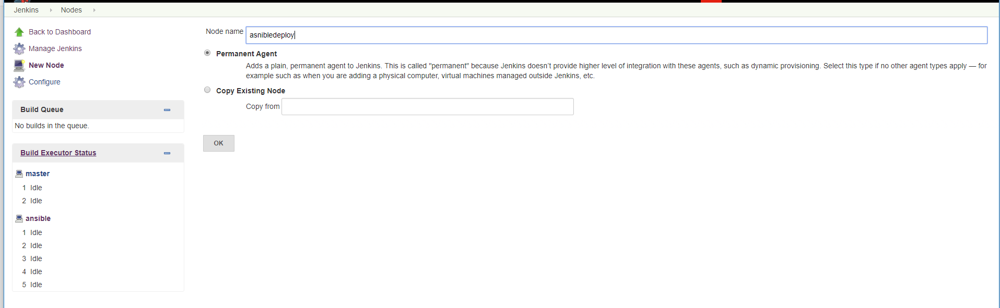 Jenkins Nodes
Back to Dashboard
Manage Jenkins
New Node
Configure
Build Queue
No builds in the queue.
Build Executor Status
master
1 Idle
2 Idle
ansible
1 Idle
2 Idle
3 Idle
4 Idle
5 Idle
Node name asnibledeploy
Permanent Agent
Adds a plain, permanent agent to Jenkins. This is called "permanent" because Jenkins doesn't provide higher level of integration with these agents, such as dynamic provisioning. Select this type if no other agent types apply — for
example such as when you are adding a physical computer, virtual machines managed outside Jenkins, etc.
Copy Existing Node
Copy from
OK